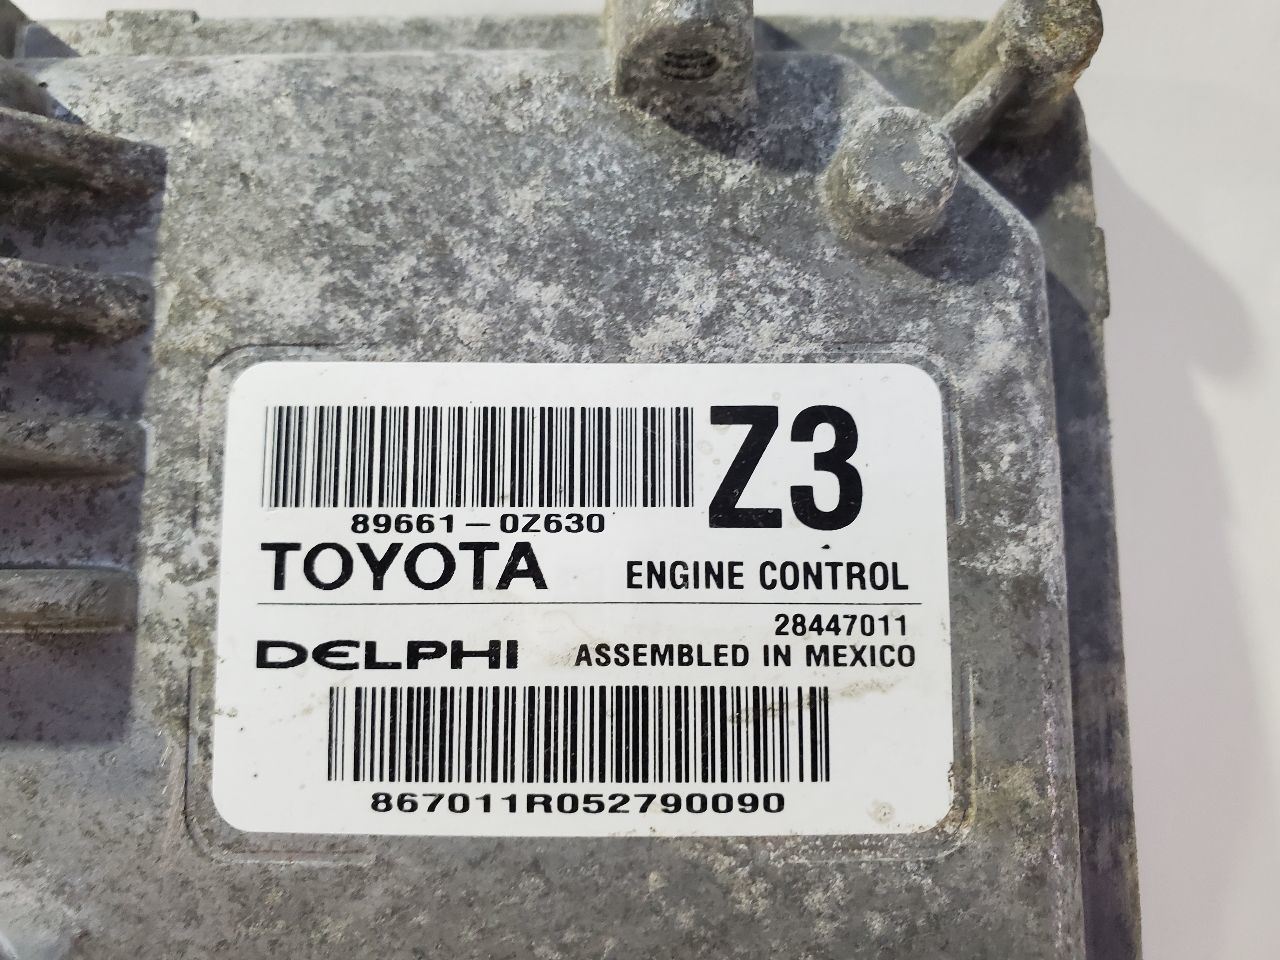 Z3
89661-0Z630
TOYOTA ENGINE CONTROL
28447011
DELPHI ASSEMBLED IN MEXICO
867011R052790090